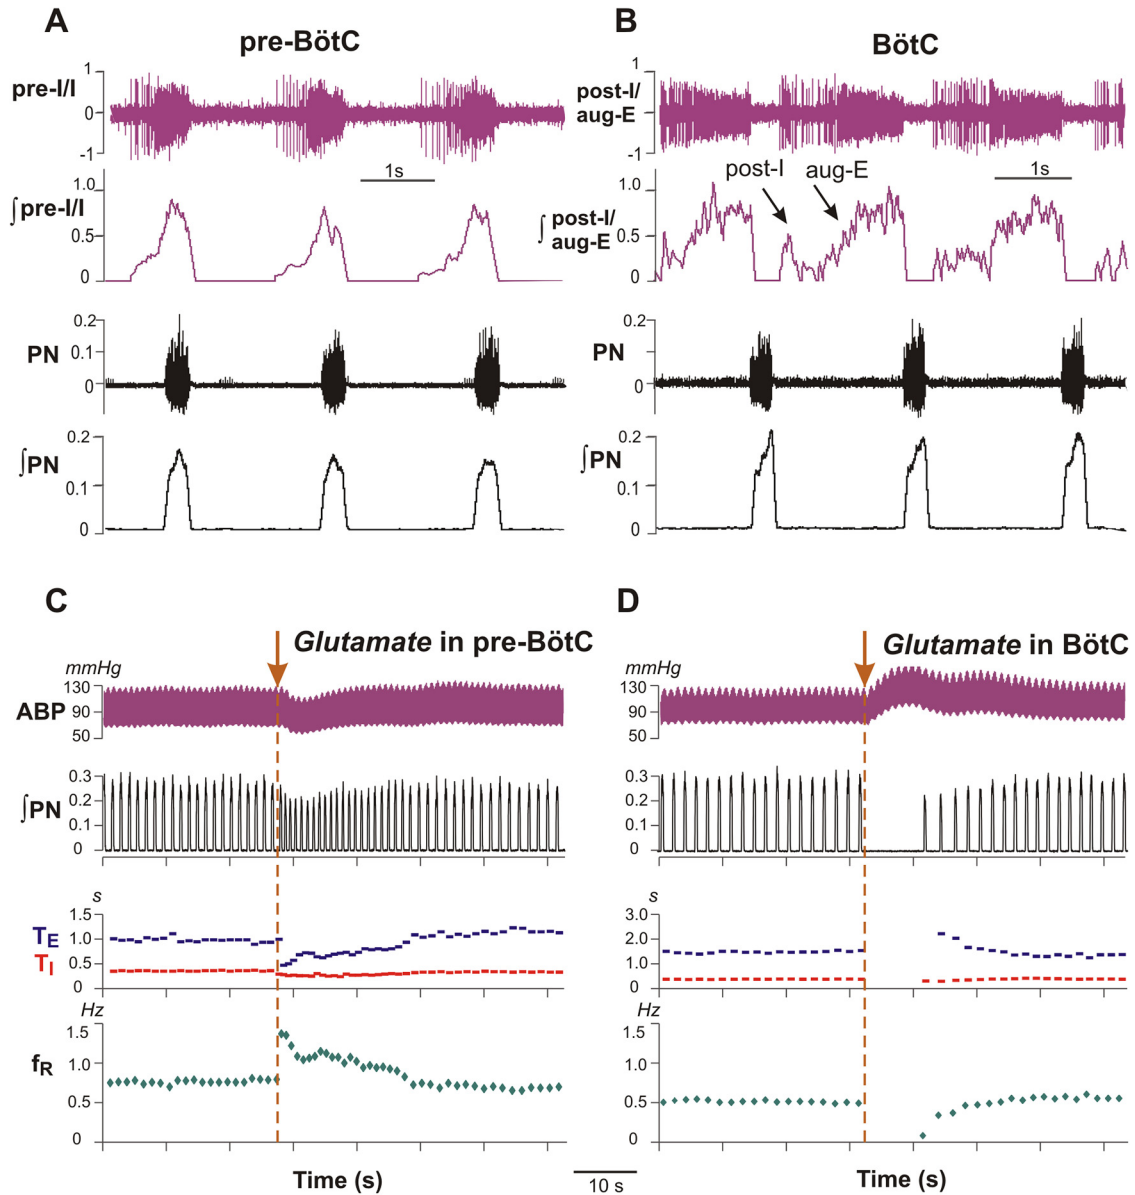 A
pre-BötC
pre-I/I
1
0
-1
1s
∫pre-I/I
1.0
0.5
0
PN
0.2
0.1
0
∫PN
0.2
0.1
0
B
BötC
post-I/
aug-E
1
0
-1
post-I
aug-E
1s
∫ post-I/
aug-E
1.0
0.5
0
PN
0.2
0.1
0
∫PN
0.2
0.1
0
C
Glutamate in pre-BötC
mmHg
ABP
130
90
50
∫PN
0.3
0.2
0.1
0
s
TE
TI
1.5
1.0
0.5
0
Hz
fR
1.5
1.0
0.5
0
Time (s)
10 s
D
Glutamate in BötC
mmHg
130
90
50
0.3
0.2
0.1
0
s
3.0
2.0
1.0
0
Hz
1.5
1.0
0.5
0
Time (s)